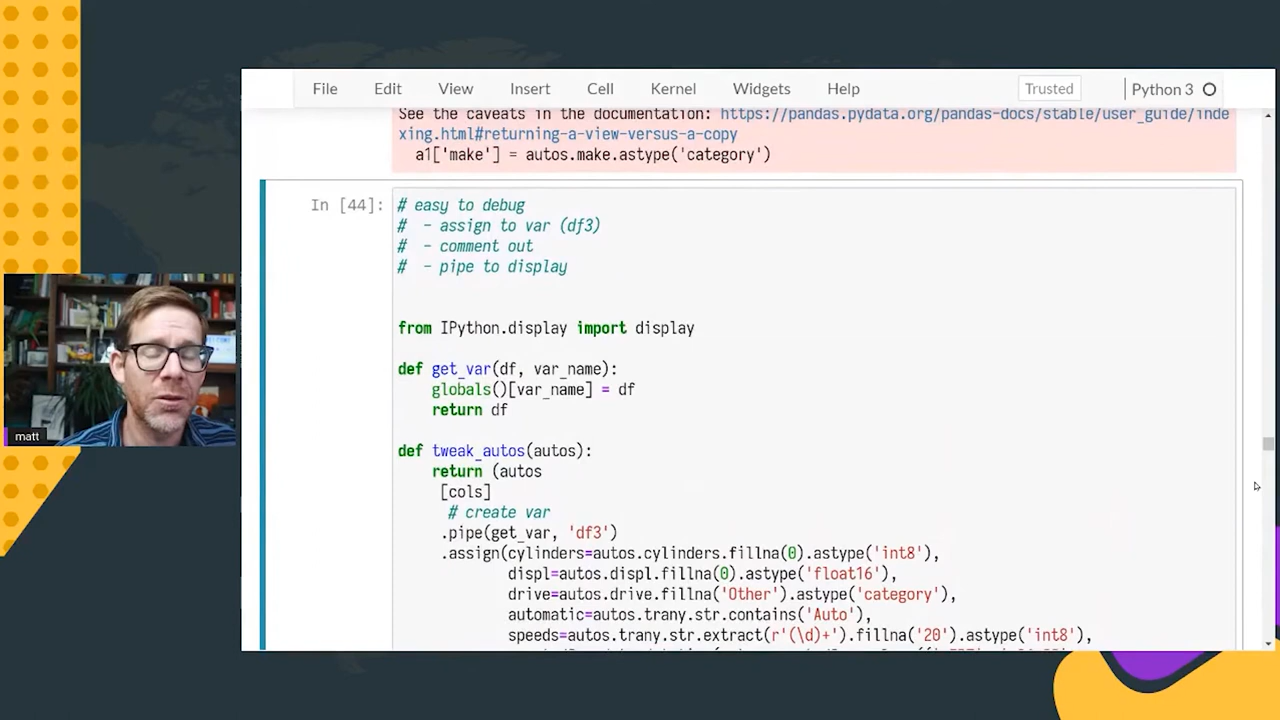 File Edit View Insert Cell Kernel Widgets Help Trusted Python 3
See the caveats in the documentation: https://pandas.pydata.org/pandas-docs/stable/user_guide/inde
xing.html#returning-a-view-versus-a-copy
a1['make'] = autos.make.astype('category')
In [44]:
# easy to debug
#  - assign to var (df3)
#  - comment out
#  - pipe to display
from IPython.display import display
def get_var(df, var_name):
globals()[var_name] = df
return df
def tweak_autos(autos):
return (autos
[cols]
# create var
.pipe(get_var, 'df3')
.assign(cylinders=autos.cylinders.fillna(0).astype('int8'),
displ=autos.displ.fillna(0).astype('float16'),
drive=autos.drive.fillna('Other').astype('category'),
automatic=autos.trany.str.contains('Auto'),
speeds=autos.trany.str.extract(r'(\d)+').fillna('20').astype('int8'),
matt